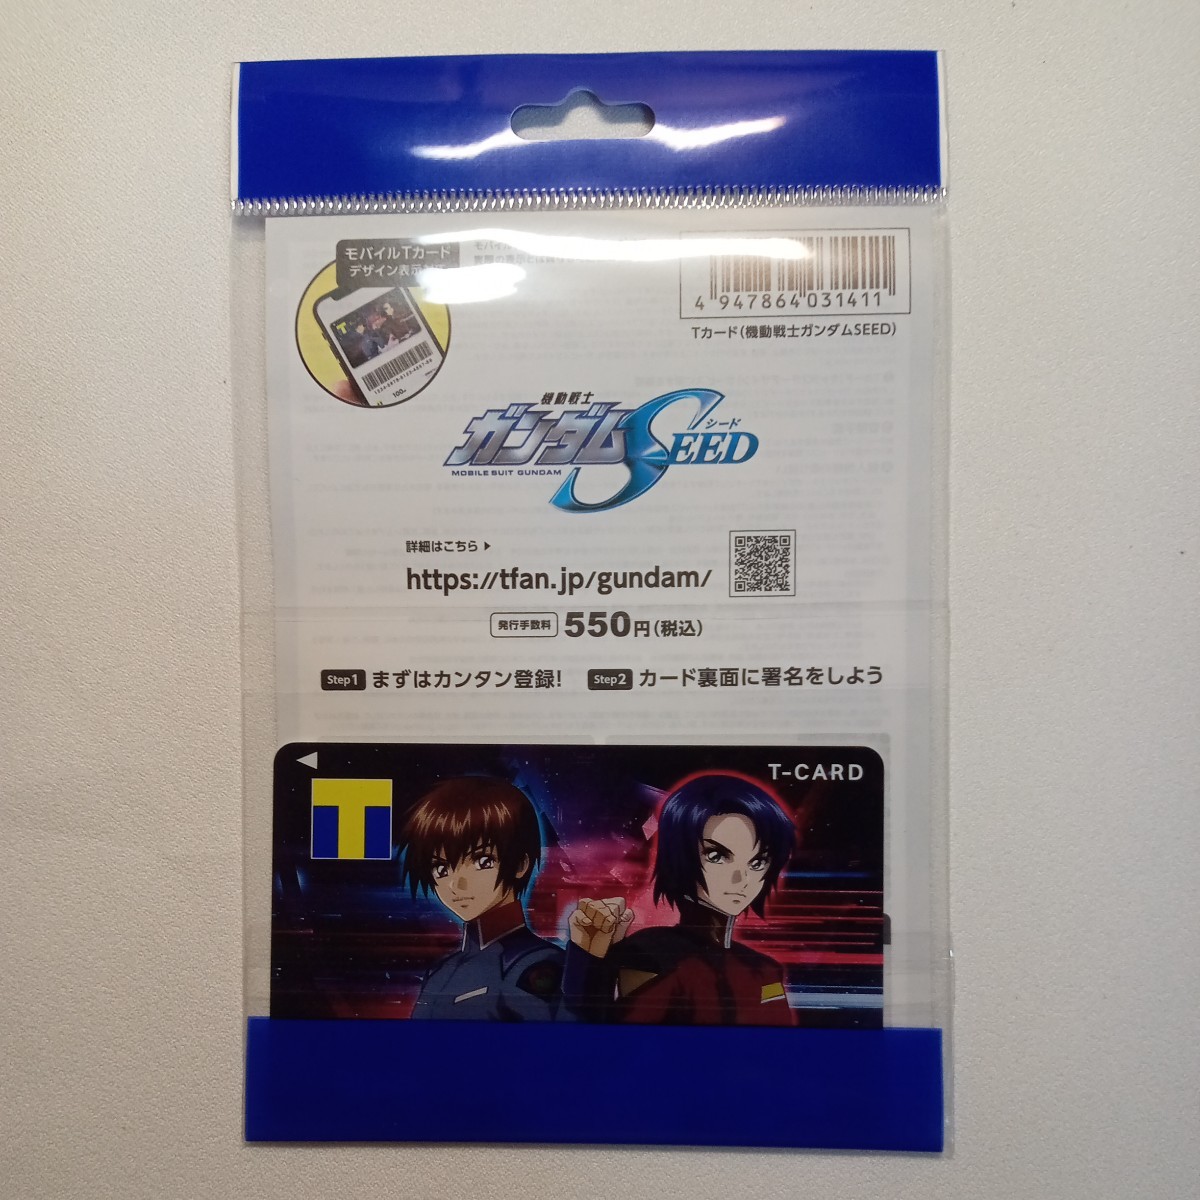 モバイルTカード
デザイン表示
4 947864 031411
Tカード(機動戦士ガンダムSEED)
T
機動戦士
ガンダムSEED
シード
MOBILE SUIT GUNDAM
詳細はこちら
https://tfan.jp/gundam/
発行手数料 550円(税込)
Step1 まずはカンタン登録! Step2 カード裏面に署名をしよう
T-CARD
T